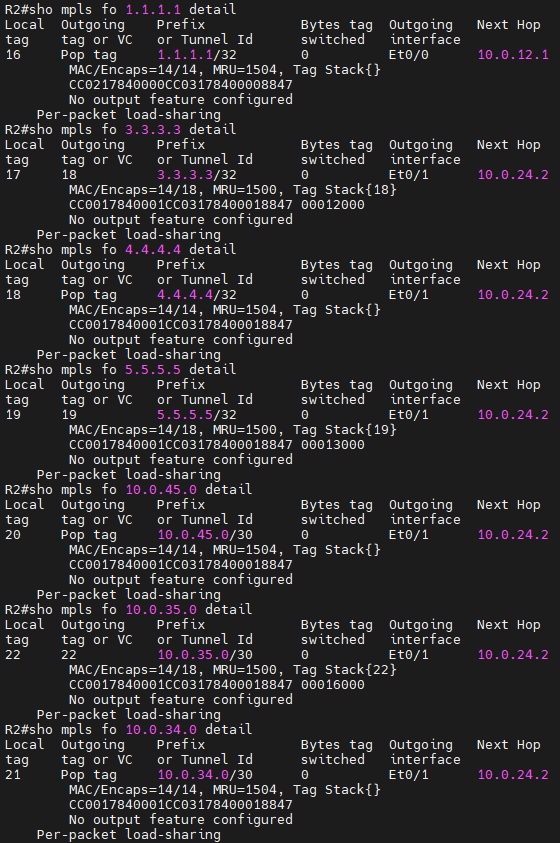 R2#sho mpls fo 1.1.1.1 detail
Local  Outgoing    Prefix            Bytes tag  Outgoing   Next Hop
tag    tag or VC   or Tunnel Id      switched   interface
16     Pop tag     1.1.1.1/32        0          Et0/0      10.0.12.1
        MAC/Encaps=14/14, MRU=1504, Tag Stack{}
        CC0217840000CC03178400008847
        No output feature configured
    Per-packet load-sharing
R2#sho mpls fo 3.3.3.3 detail
Local  Outgoing    Prefix            Bytes tag  Outgoing   Next Hop
tag    tag or VC   or Tunnel Id      switched   interface
17     18          3.3.3.3/32        0          Et0/1      10.0.24.2
        MAC/Encaps=14/18, MRU=1500, Tag Stack{18}
        CC0017840001CC03178400018847 00012000
        No output feature configured
    Per-packet load-sharing
R2#sho mpls fo 4.4.4.4 detail
Local  Outgoing    Prefix            Bytes tag  Outgoing   Next Hop
tag    tag or VC   or Tunnel Id      switched   interface
18     Pop tag     4.4.4.4/32        0          Et0/1      10.0.24.2
        MAC/Encaps=14/14, MRU=1504, Tag Stack{}
        CC0017840001CC03178400018847
        No output feature configured
    Per-packet load-sharing
R2#sho mpls fo 5.5.5.5 detail
Local  Outgoing    Prefix            Bytes tag  Outgoing   Next Hop
tag    tag or VC   or Tunnel Id      switched   interface
19     19          5.5.5.5/32        0          Et0/1      10.0.24.2
        MAC/Encaps=14/18, MRU=1500, Tag Stack{19}
        CC0017840001CC03178400018847 00013000
        No output feature configured
    Per-packet load-sharing
R2#sho mpls fo 10.0.45.0 detail
Local  Outgoing    Prefix            Bytes tag  Outgoing   Next Hop
tag    tag or VC   or Tunnel Id      switched   interface
20     Pop tag     10.0.45.0/30      0          Et0/1      10.0.24.2
        MAC/Encaps=14/14, MRU=1504, Tag Stack{}
        CC0017840001CC03178400018847
        No output feature configured
    Per-packet load-sharing
R2#sho mpls fo 10.0.35.0 detail
Local  Outgoing    Prefix            Bytes tag  Outgoing   Next Hop
tag    tag or VC   or Tunnel Id      switched   interface
22     22          10.0.35.0/30      0          Et0/1      10.0.24.2
        MAC/Encaps=14/18, MRU=1500, Tag Stack{22}
        CC0017840001CC03178400018847 00016000
        No output feature configured
    Per-packet load-sharing
R2#sho mpls fo 10.0.34.0 detail
Local  Outgoing    Prefix            Bytes tag  Outgoing   Next Hop
tag    tag or VC   or Tunnel Id      switched   interface
21     Pop tag     10.0.34.0/30      0          Et0/1      10.0.24.2
        MAC/Encaps=14/14, MRU=1504, Tag Stack{}
        CC0017840001CC03178400018847
        No output feature configured
    Per-packet load-sharing